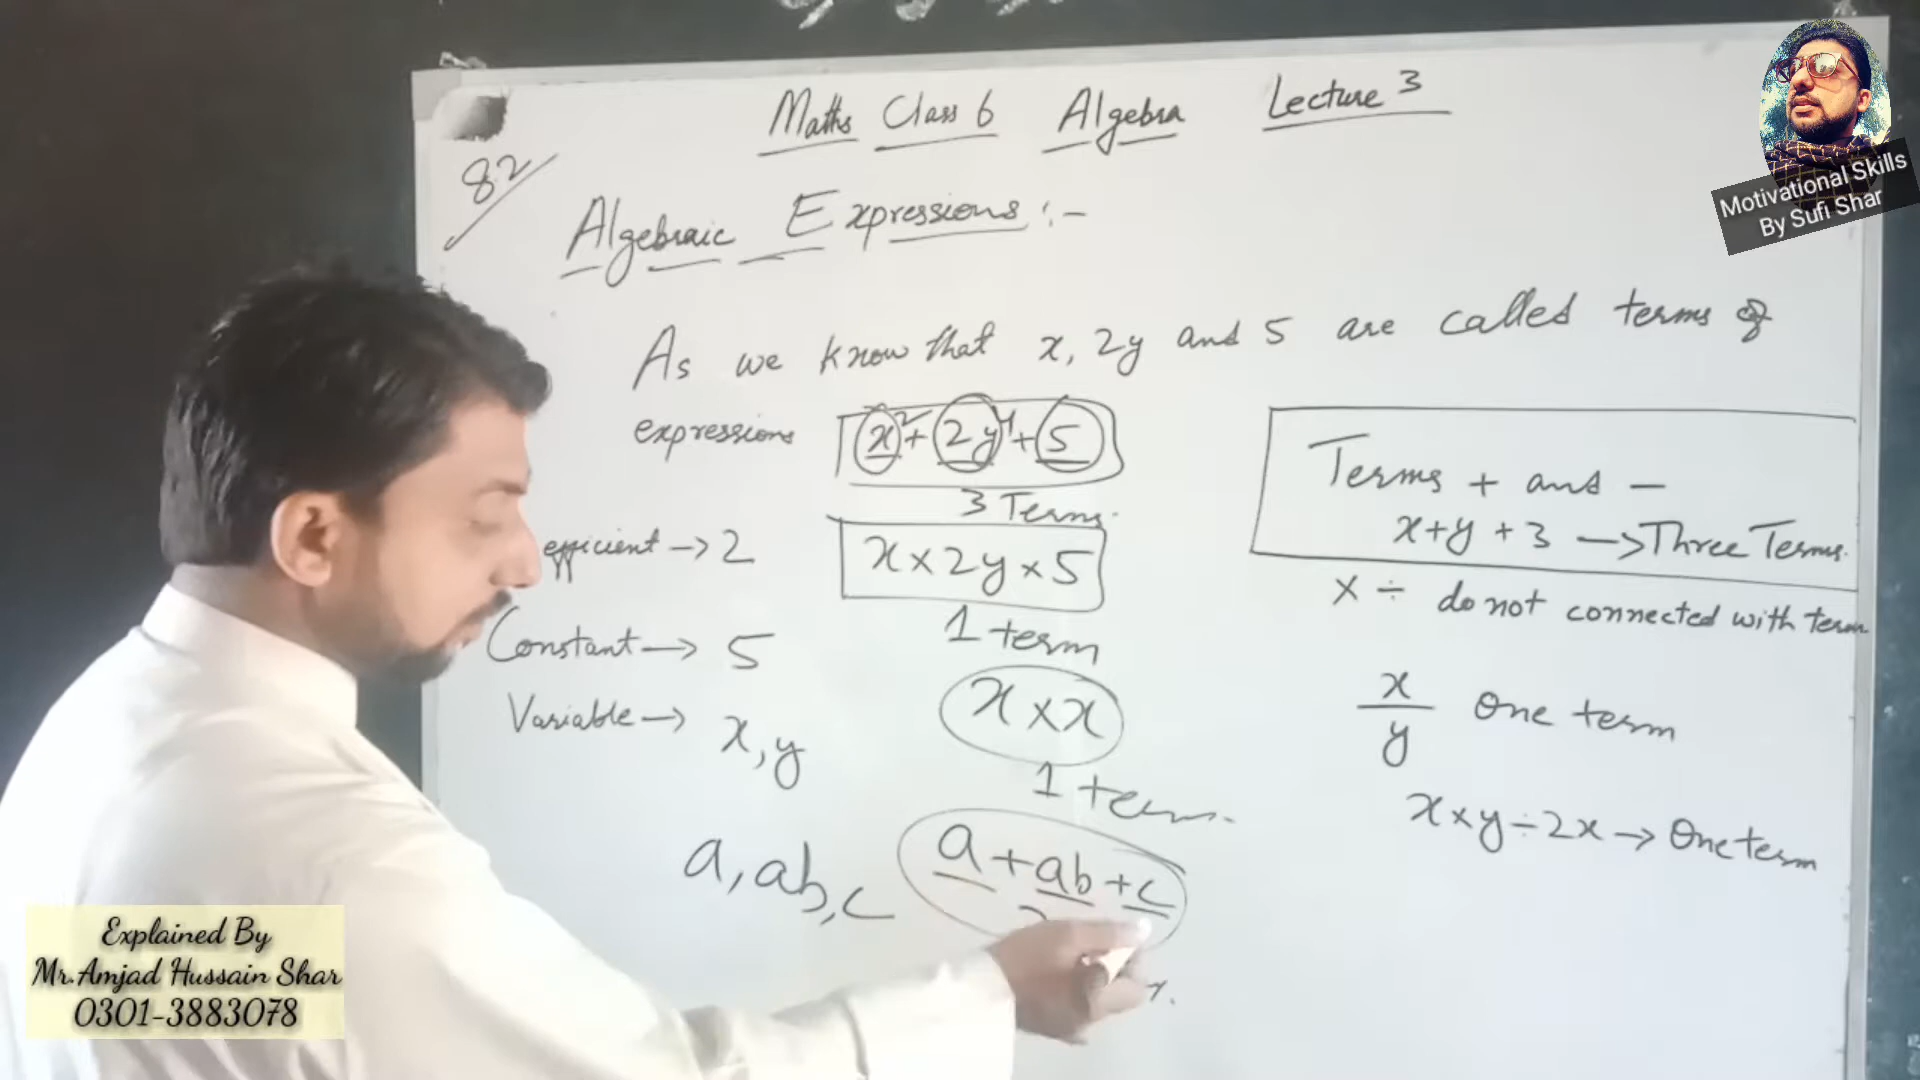 Maths Class 6 Algebra Lecture 3
82
Algebraic Expressions :-
As we know that x, 2y and 5 are called terms of
expressions x² + 2y⁴ + 5
3 Terms.
efficient → 2
x × 2y × 5
1 term
Constant → 5
x × x
1 term.
Variable → x, y
a, ab, c
a + ab + c
Terms + and −
x + y + 3 → Three Terms.
× ÷ do not connected with term
x/y One term
x × y ÷ 2x → One term
Motivational Skills
By Sufi Shar
Explained By
Mr.Amjad Hussain Shar
0301-3883078